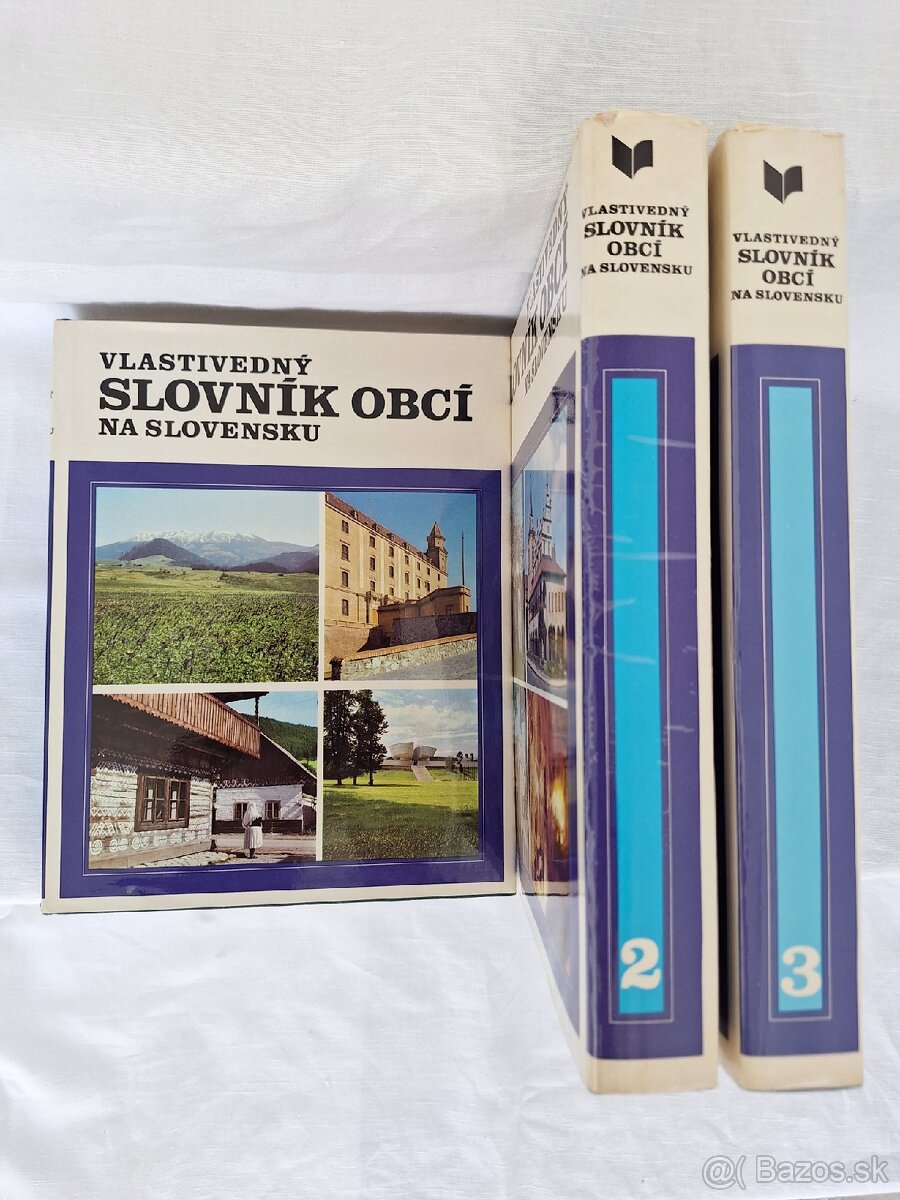 VLASTIVEDNÝ
SLOVNÍK OBCÍ
NA SLOVENSKU
VLASTIVEDNÝ
SLOVNÍK
OBCÍ
NA SLOVENSKU
2
VLASTIVEDNÝ
SLOVNÍK
OBCÍ
NA SLOVENSKU
3
@( Bazos.sk